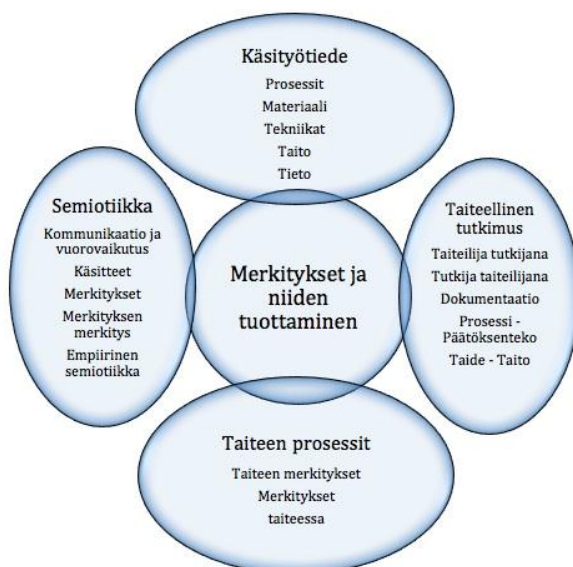 Käsityötiede
Prosessit
Materiaali
Tekniikat
Taito
Tieto
Semiotiikka
Kommunikaatio ja
vuorovaikutus
Käsitteet
Merkitykset
Merkityksen
merkitys
Empiirinen
semiotiikka
Merkitykset ja
niiden
tuottaminen
Taiteellinen
tutkimus
Taiteilija tutkijana
Tutkija taiteilijana
Dokumentaatio
Prosessi -
Päätöksenteko
Taide - Taito
Taiteen prosessit
Taiteen merkitykset
Merkitykset
taiteessa